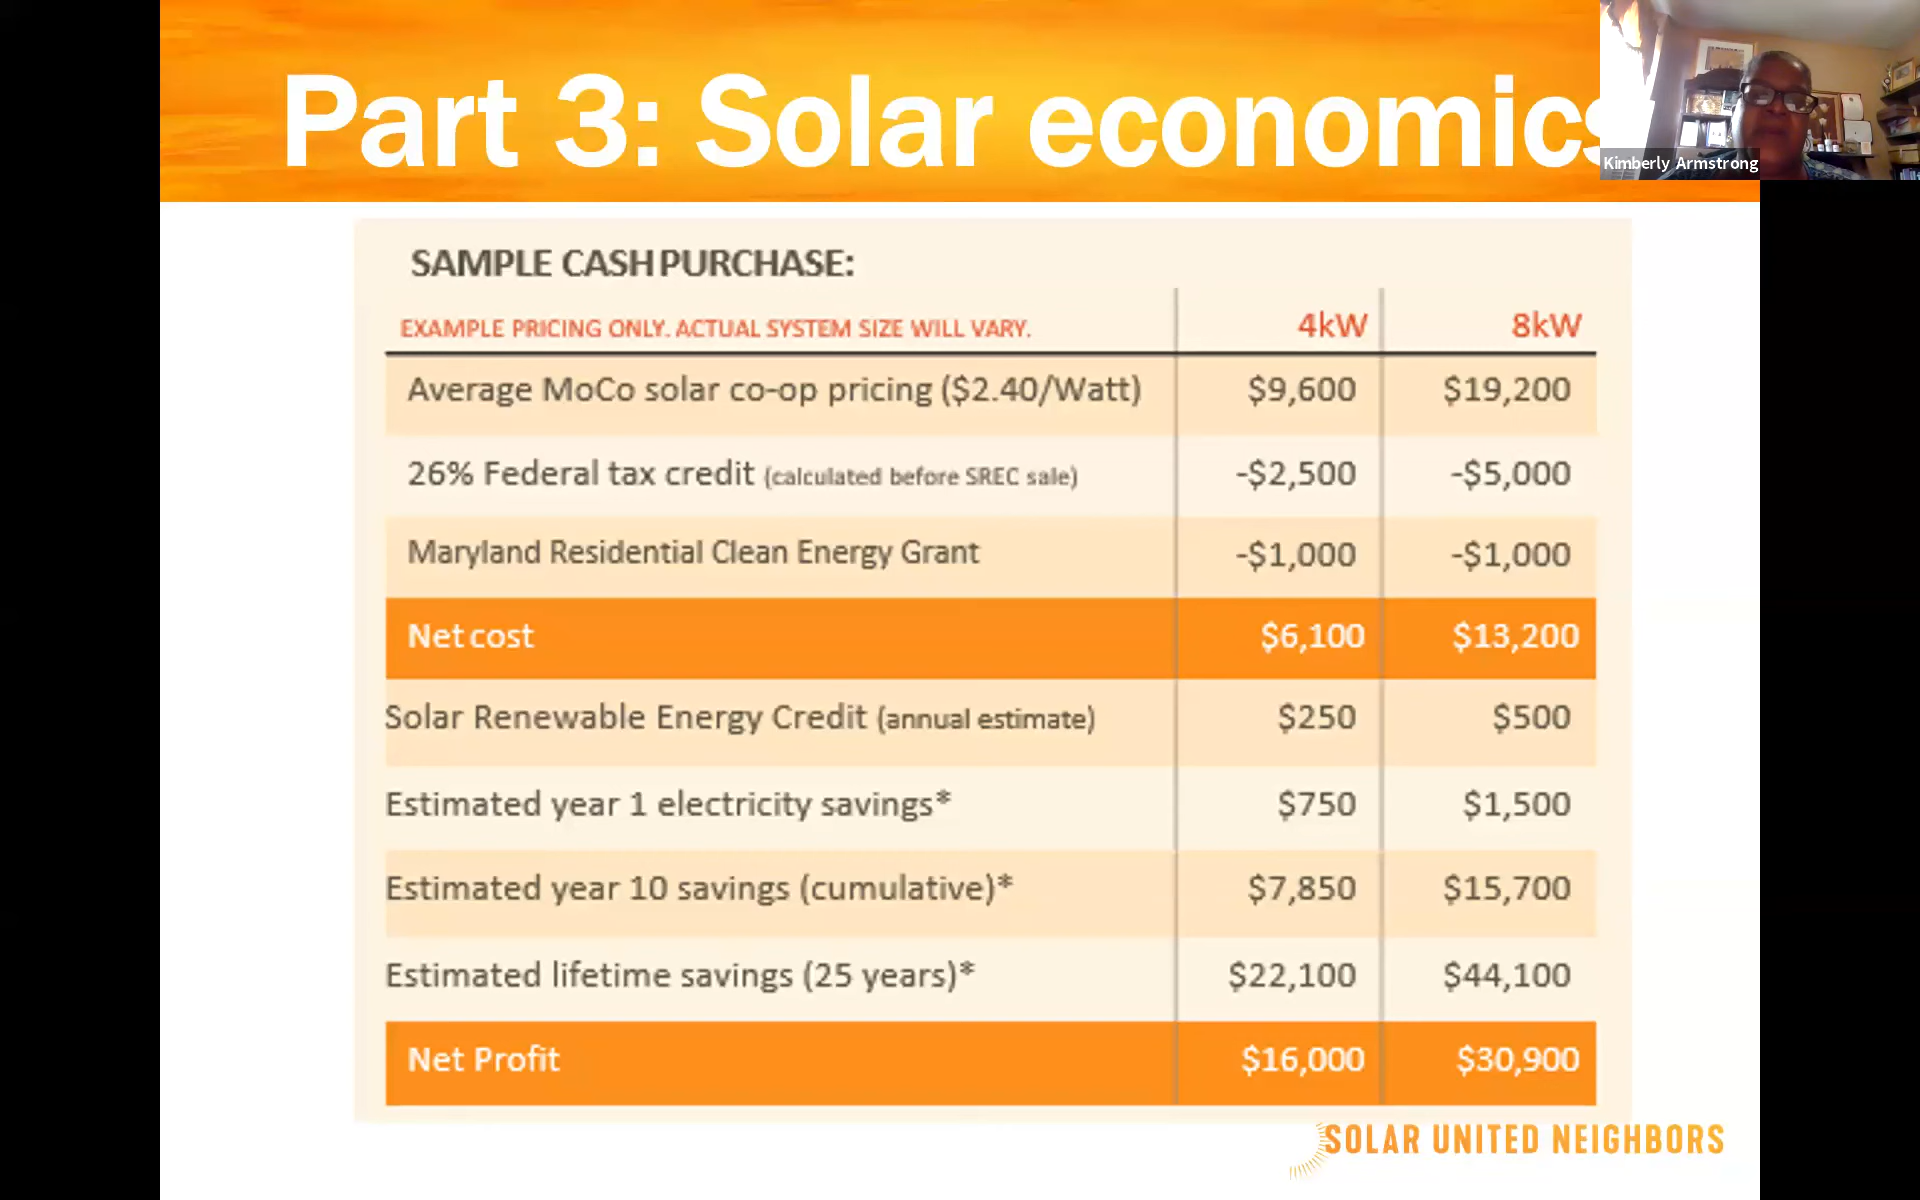 Part 3: Solar economics
Kimberly Armstrong
SAMPLE CASH PURCHASE:
EXAMPLE PRICING ONLY. ACTUAL SYSTEM SIZE WILL VARY. 4kW 8kW
Average MoCo solar co-op pricing ($2.40/Watt) $9,600 $19,200
26% Federal tax credit (calculated before SREC sale) -$2,500 -$5,000
Maryland Residential Clean Energy Grant -$1,000 -$1,000
Net cost $6,100 $13,200
Solar Renewable Energy Credit (annual estimate) $250 $500
Estimated year 1 electricity savings* $750 $1,500
Estimated year 10 savings (cumulative)* $7,850 $15,700
Estimated lifetime savings (25 years)* $22,100 $44,100
Net Profit $16,000 $30,900
SOLAR UNITED NEIGHBORS